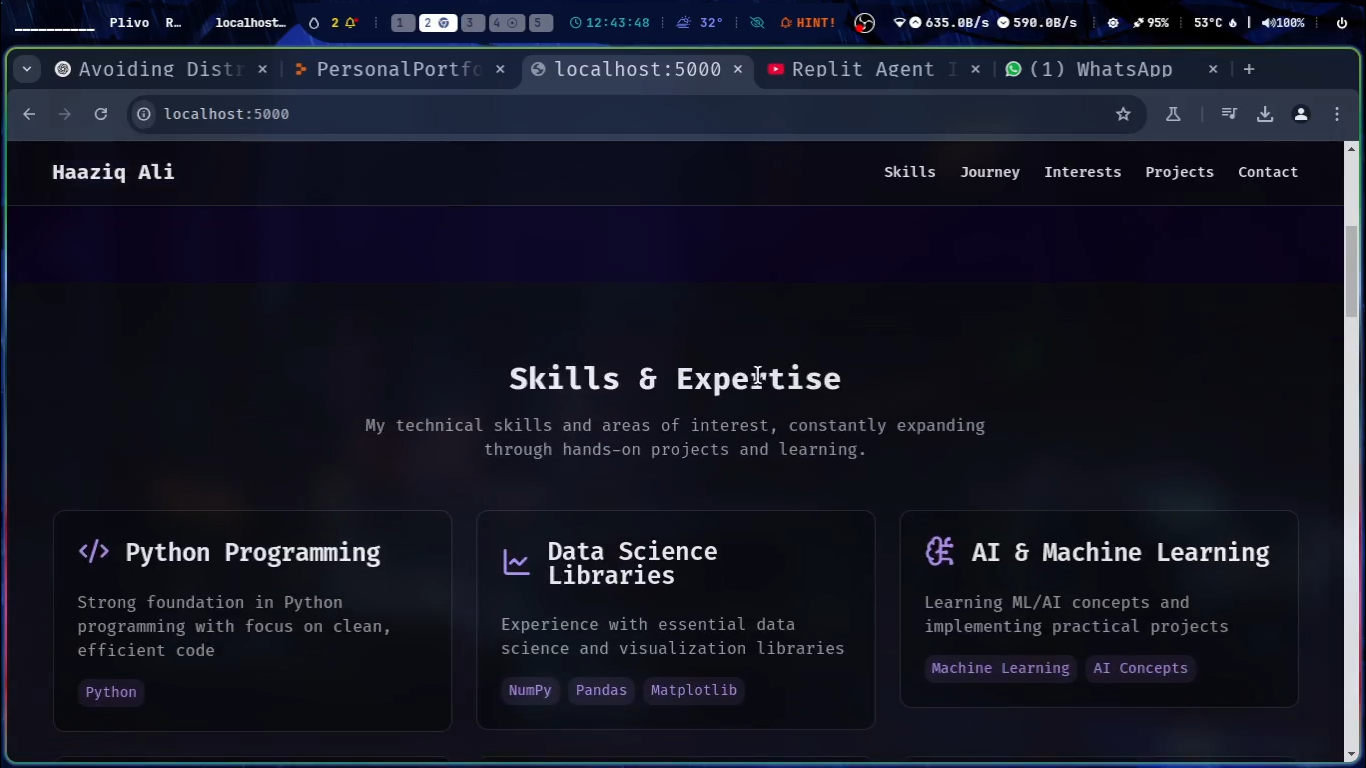 __________ Plivo R… localhost… 2 1 2 3 4 5 12:43:48 32° HINT! 635.0B/s 590.0B/s 95% 53°C | 100%
Avoiding Distr PersonalPortfo localhost:5000 Replit Agent I (1) WhatsApp
localhost:5000
Haaziq Ali Skills Journey Interests Projects Contact
Skills & Expertise
My technical skills and areas of interest, constantly expanding
through hands-on projects and learning.
Python Programming
Strong foundation in Python
programming with focus on clean,
efficient code
Python
Data Science
Libraries
Experience with essential data
science and visualization libraries
NumPy Pandas Matplotlib
AI & Machine Learning
Learning ML/AI concepts and
implementing practical projects
Machine Learning AI Concepts